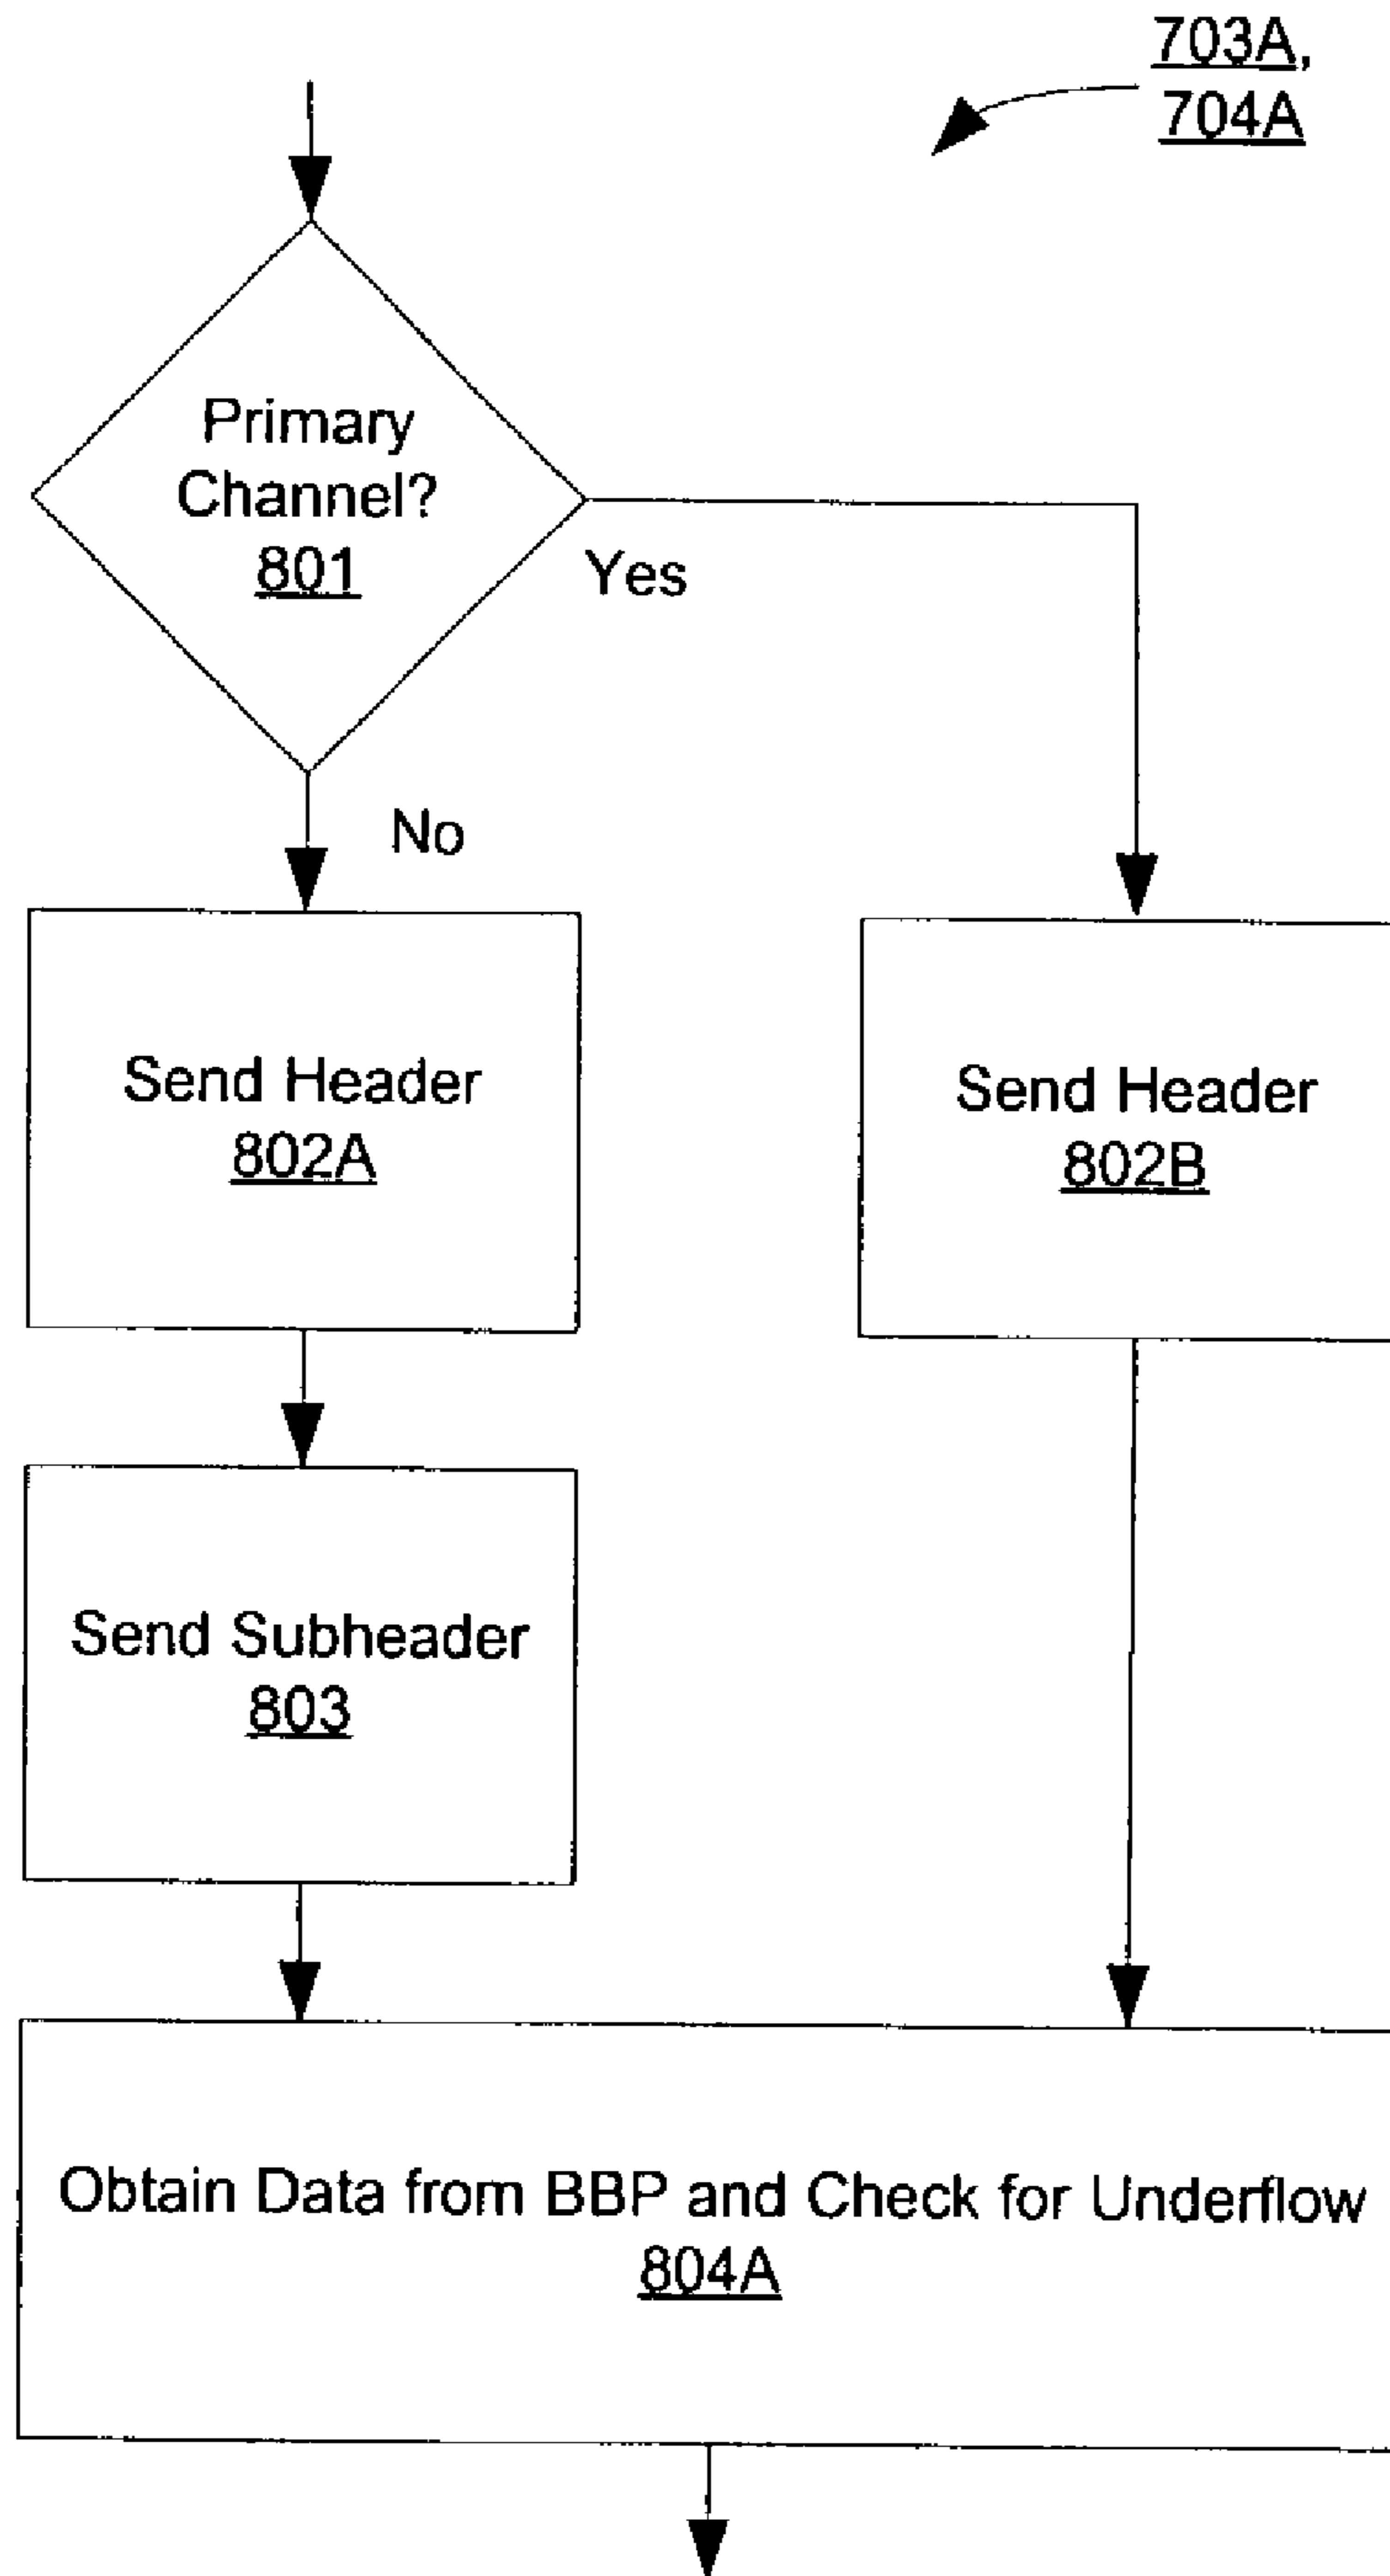 703A,
704A
Primary
Channel?
801
Yes
No
Send Header
802A
Send Header
802B
Send Subheader
803
Obtain Data from BBP and Check for Underflow
804A